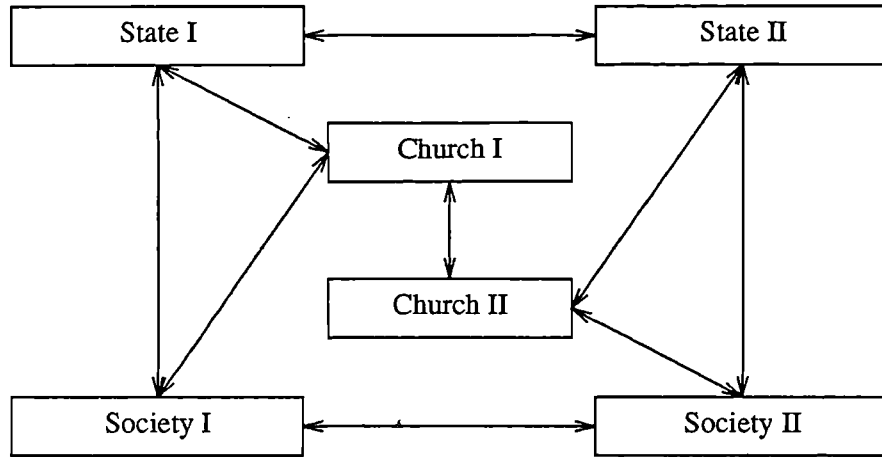 State I
State II
Church I
Church II
Society I
Society II